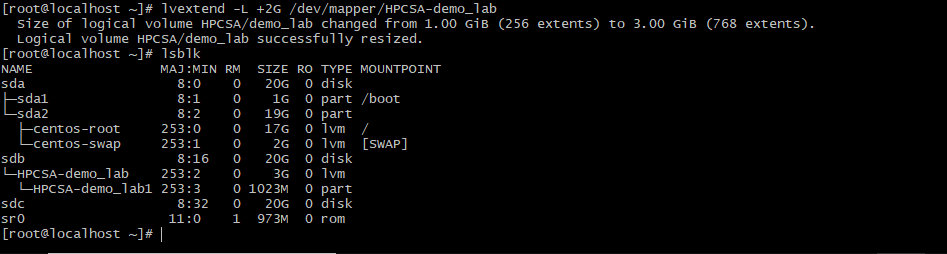 [root@localhost ~]# lvextend -L +2G /dev/mapper/HPCSA-demo_lab
  Size of logical volume HPCSA/demo_lab changed from 1.00 GiB (256 extents) to 3.00 GiB (768 extents).
  Logical volume HPCSA/demo_lab successfully resized.
[root@localhost ~]# lsblk
NAME                MAJ:MIN RM  SIZE RO TYPE MOUNTPOINT
sda                   8:0    0   20G  0 disk
├─sda1                8:1    0    1G  0 part /boot
└─sda2                8:2    0   19G  0 part
  ├─centos-root     253:0    0   17G  0 lvm  /
  └─centos-swap     253:1    0    2G  0 lvm  [SWAP]
sdb                   8:16   0   20G  0 disk
└─HPCSA-demo_lab    253:2    0    3G  0 lvm
  └─HPCSA-demo_lab1 253:3    0 1023M  0 part
sdc                   8:32   0   20G  0 disk
sr0                  11:0    1  973M  0 rom
[root@localhost ~]#